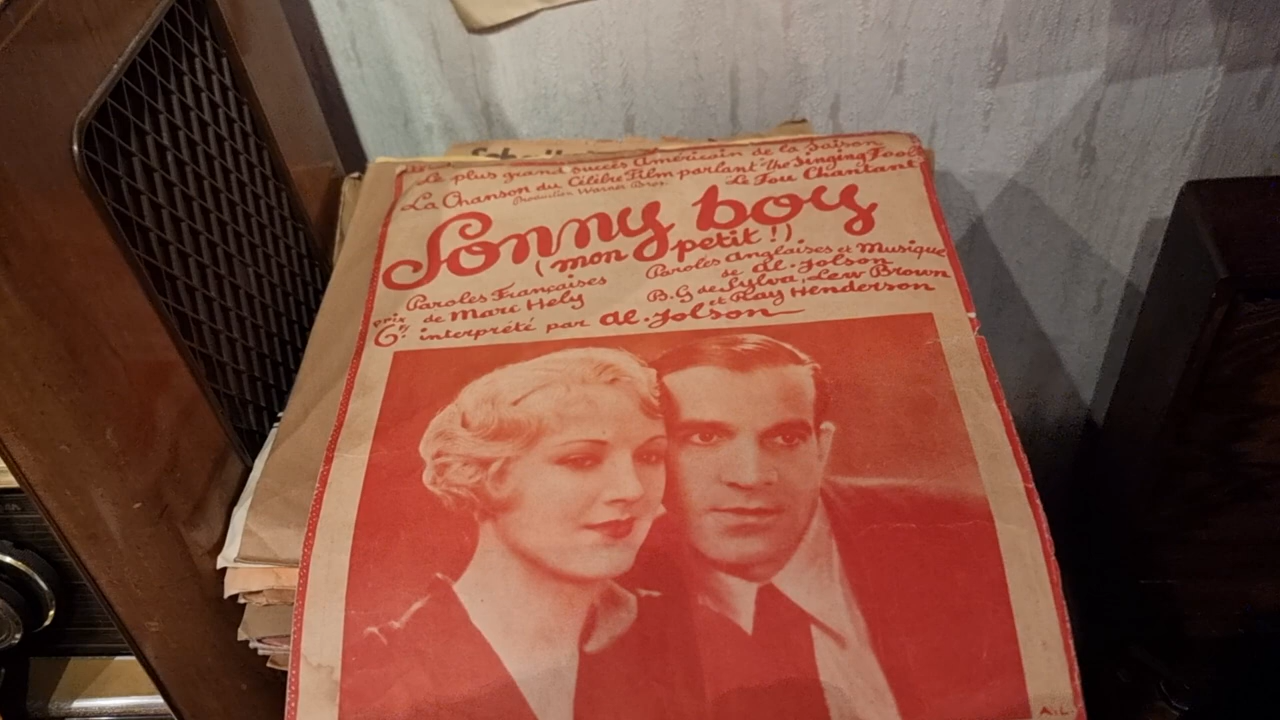 Le plus grand succès Américain de la Saison
La Chanson du Célèbre Film parlant "The Singing Fool
Production Warner Bros. "Le Fou Chantant"
Sonny boy
(mon petit!)
Paroles Françaises
de Marc Hely
Paroles Anglaises et Musique
de Al. Jolson
B.G de Sylva, Lew Brown
et Ray Henderson
prix
6fr. interprété par Al. Jolson
A.L.